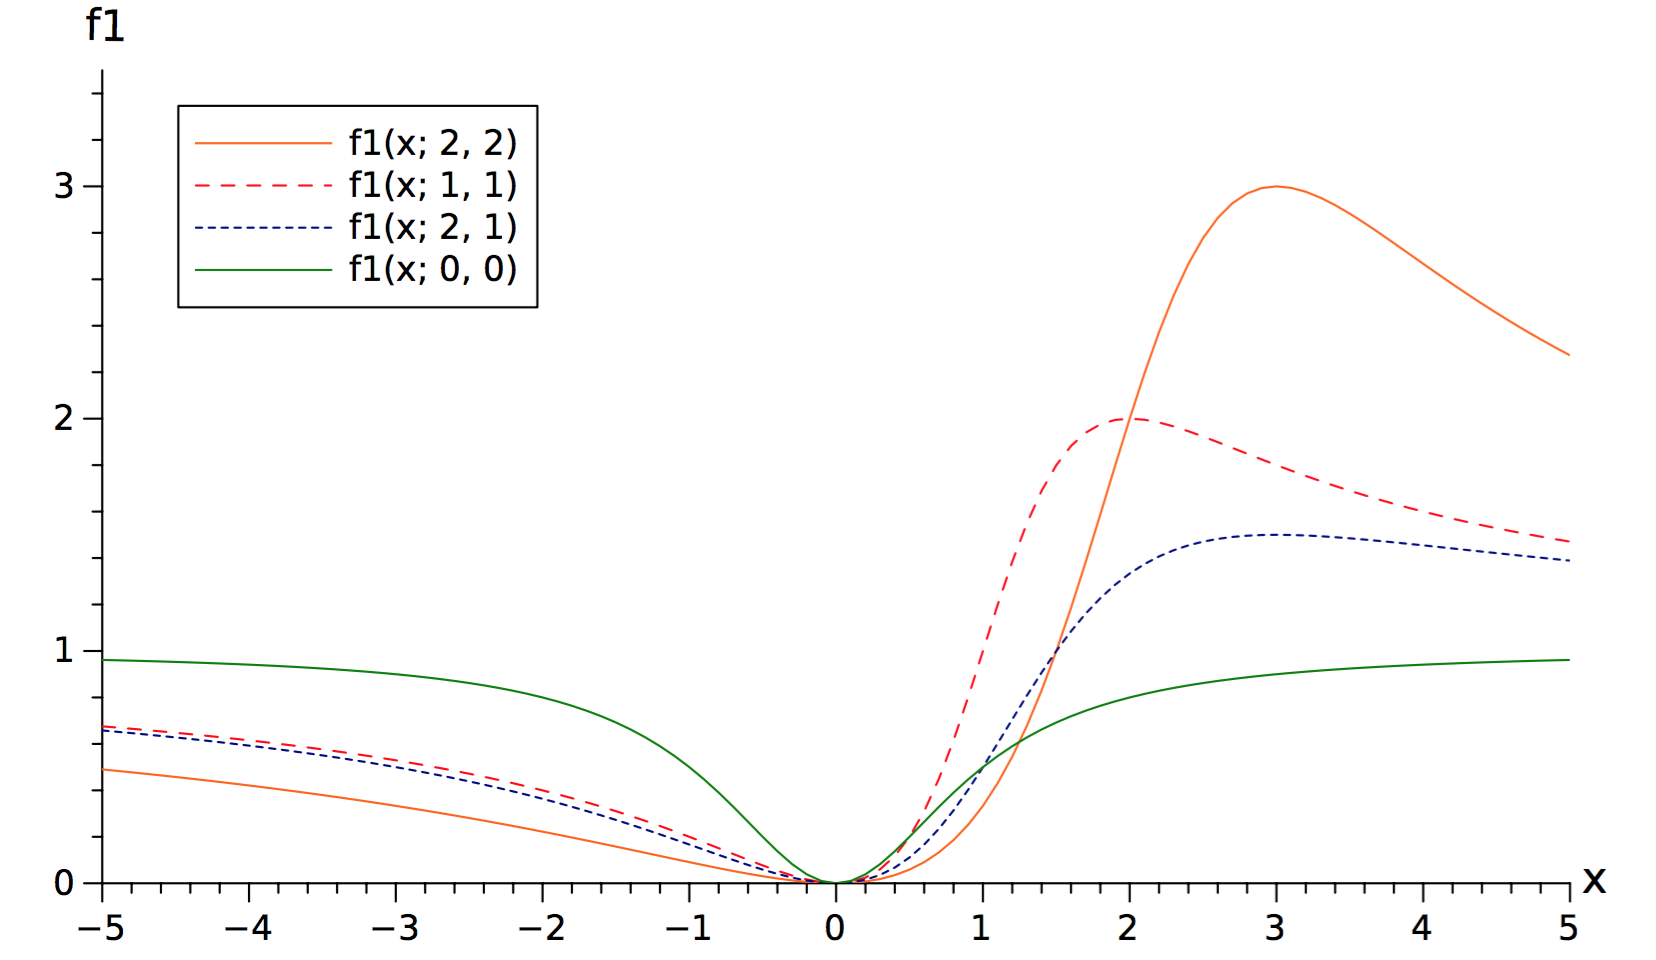 f1
f1(x; 2, 2)
f1(x; 1, 1)
f1(x; 2, 1)
f1(x; 0, 0)
3
2
1
0
x
−5 −4 −3 −2 −1 0 1 2 3 4 5